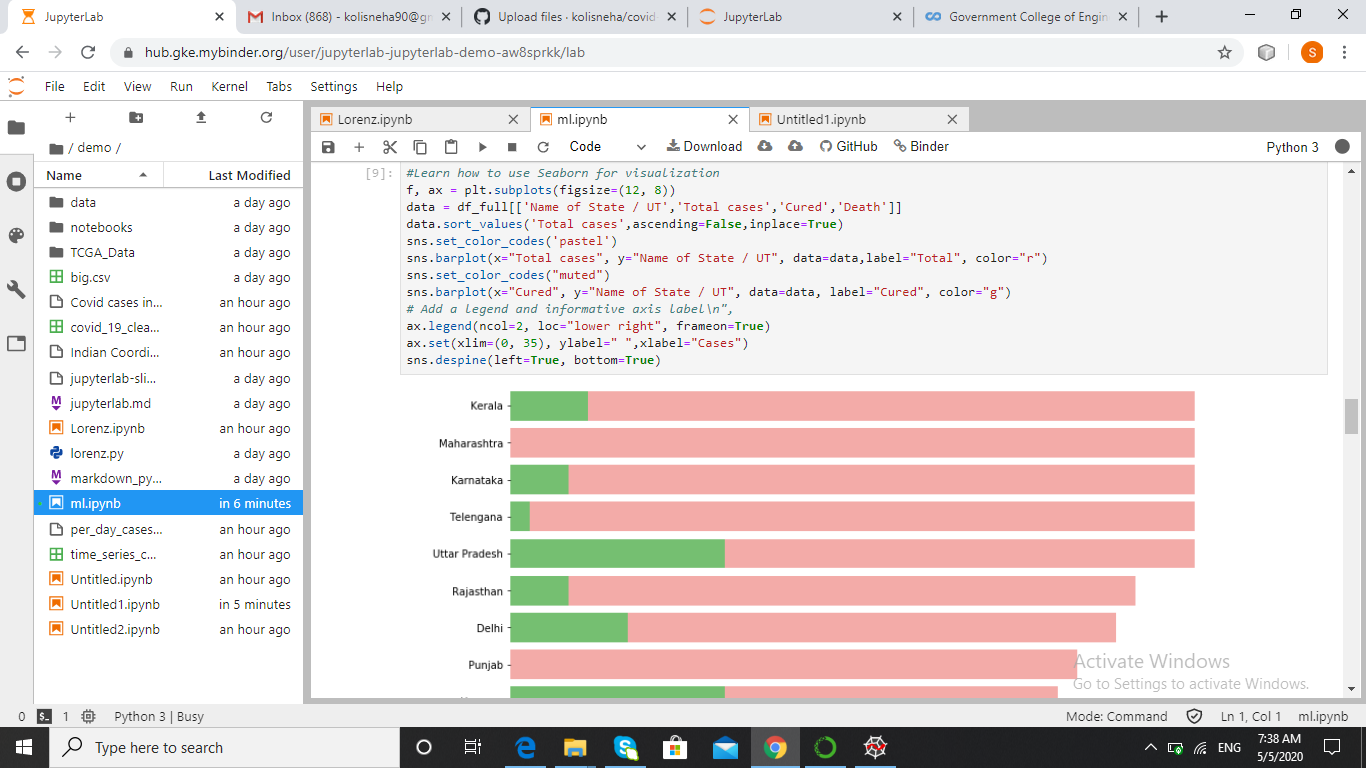 JupyterLab
Inbox (868) - kolisneha90@gr
Upload files · kolisneha/covid
JupyterLab
Government College of Engin
hub.gke.mybinder.org/user/jupyterlab-jupyterlab-demo-aw8sprkk/lab
S
File Edit View Run Kernel Tabs Settings Help
/ demo /
Name Last Modified
data a day ago
notebooks a day ago
TCGA_Data a day ago
big.csv a day ago
Covid cases in... an hour ago
covid_19_clea... an hour ago
Indian Coordi... an hour ago
jupyterlab-sli... a day ago
jupyterlab.md a day ago
Lorenz.ipynb an hour ago
lorenz.py a day ago
markdown_py... a day ago
ml.ipynb in 6 minutes
per_day_cases... an hour ago
time_series_c... an hour ago
Untitled.ipynb an hour ago
Untitled1.ipynb in 5 minutes
Untitled2.ipynb an hour ago
Lorenz.ipynb ml.ipynb Untitled1.ipynb
Code Download GitHub Binder Python 3
[9]: #Learn how to use Seaborn for visualization
f, ax = plt.subplots(figsize=(12, 8))
data = df_full[['Name of State / UT','Total cases','Cured','Death']]
data.sort_values('Total cases',ascending=False,inplace=True)
sns.set_color_codes('pastel')
sns.barplot(x="Total cases", y="Name of State / UT", data=data,label="Total", color="r")
sns.set_color_codes("muted")
sns.barplot(x="Cured", y="Name of State / UT", data=data, label="Cured", color="g")
# Add a legend and informative axis label\n",
ax.legend(ncol=2, loc="lower right", frameon=True)
ax.set(xlim=(0, 35), ylabel=" ",xlabel="Cases")
sns.despine(left=True, bottom=True)
Kerala
Maharashtra
Karnataka
Telengana
Uttar Pradesh
Rajasthan
Delhi
Punjab
Activate Windows
Go to Settings to activate Windows.
0 1 Python 3 | Busy Mode: Command Ln 1, Col 1 ml.ipynb
Type here to search
ENG
7:38 AM
5/5/2020